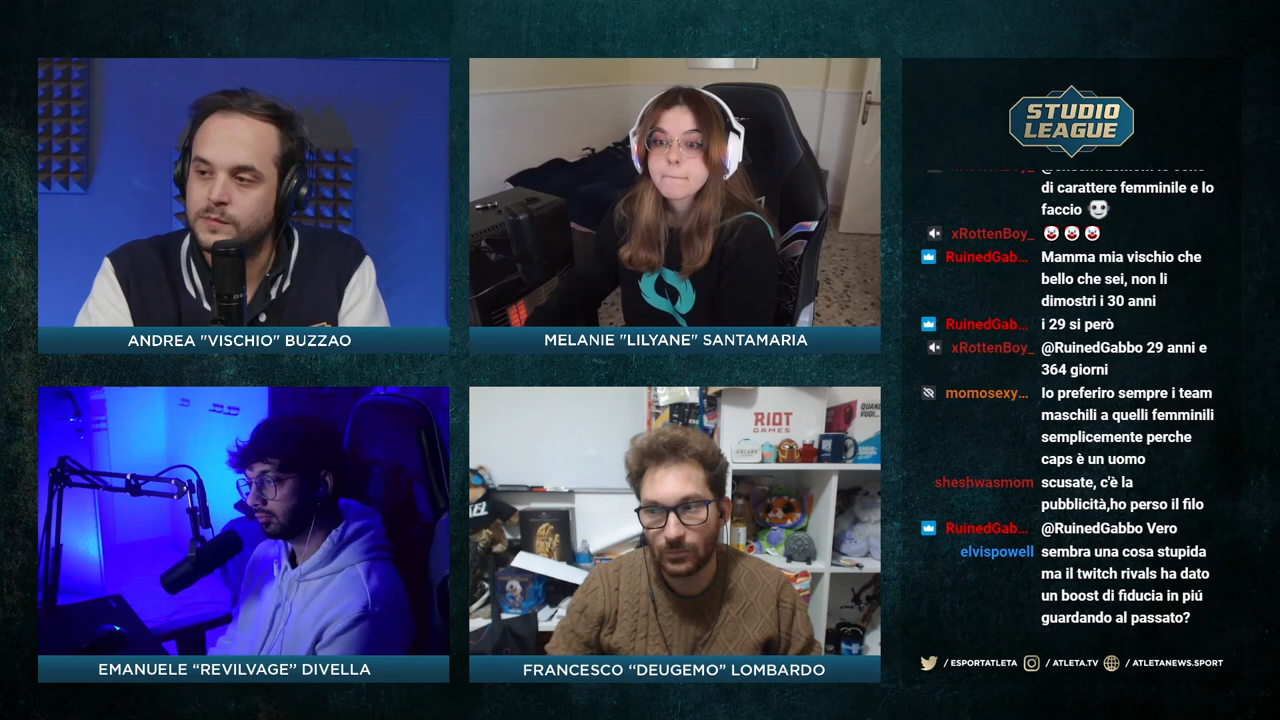 ANDREA "VISCHIO" BUZZAO
MELANIE "LILYANE" SANTAMARIA
EMANUELE “REVILVAGE” DIVELLA
FRANCESCO “DEUGEMO” LOMBARDO
RIOT
GAMES
STUDIO
LEAGUE
di carattere femminile e lo
faccio
xRottenBoy_
RuinedGab... Mamma mia vischio che
bello che sei, non li
dimostri i 30 anni
RuinedGab... i 29 si però
xRottenBoy_ @RuinedGabbo 29 anni e
364 giorni
momosexy... Io preferiro sempre i team
maschili a quelli femminili
semplicemente perche
caps è un uomo
sheshwasmom scusate, c'è la
pubblicità,ho perso il filo
RuinedGab... @RuinedGabbo Vero
elvispowell sembra una cosa stupida
ma il twitch rivals ha dato
un boost di fiducia in piú
guardando al passato?
/ ESPORTATLETA / ATLETA.TV / ATLETANEWS.SPORT